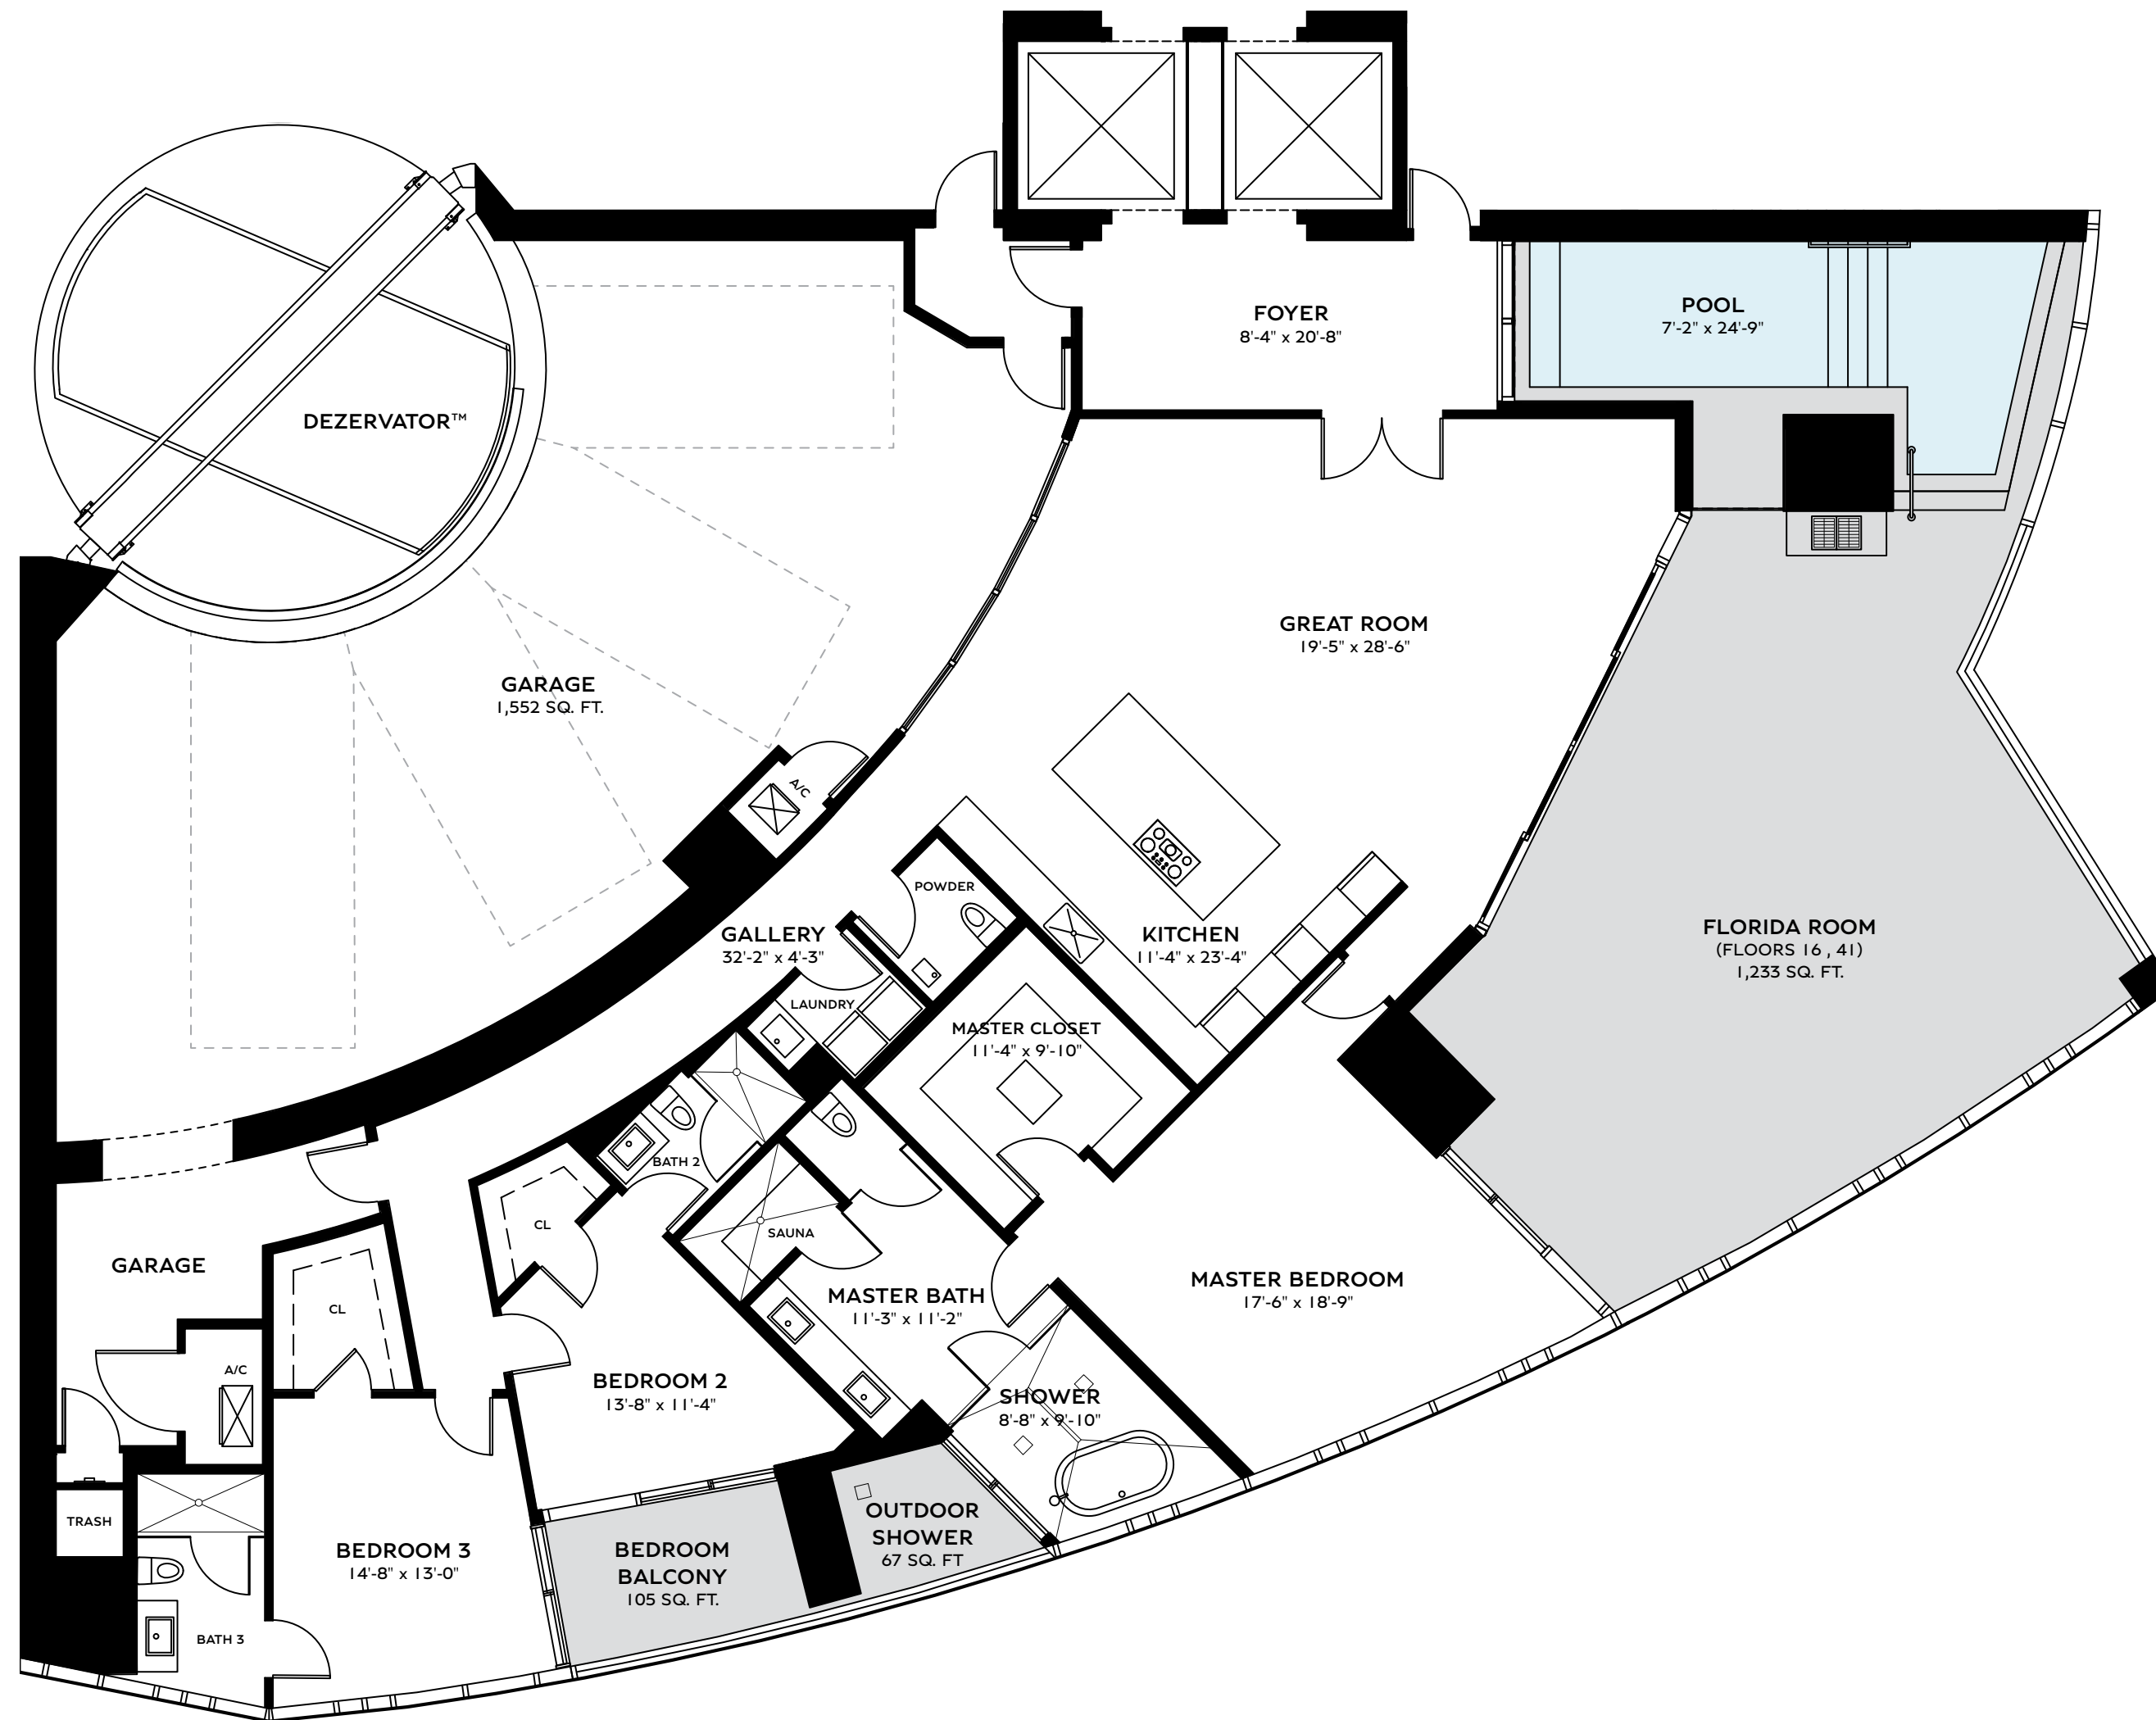 FOYER
8'-4" x 20'-8"
POOL
7'-2" x 24'-9"
DEZERVATOR™
GREAT ROOM
19'-5" x 28'-6"
GARAGE
1,552 SQ. FT.
A/C
POWDER
GALLERY
32'-2" x 4'-3"
KITCHEN
11'-4" x 23'-4"
FLORIDA ROOM
(FLOORS 16 , 41)
1,233 SQ. FT.
LAUNDRY
MASTER CLOSET
11'-4" x 9'-10"
BATH 2
CL
SAUNA
GARAGE
CL
MASTER BATH
11'-3" x 11'-2"
MASTER BEDROOM
17'-6" x 18'-9"
A/C
BEDROOM 2
13'-8" x 11'-4"
SHOWER
8'-8" x 9'-10"
TRASH
BEDROOM 3
14'-8" x 13'-0"
BEDROOM
BALCONY
105 SQ. FT.
OUTDOOR
SHOWER
67 SQ. FT
BATH 3